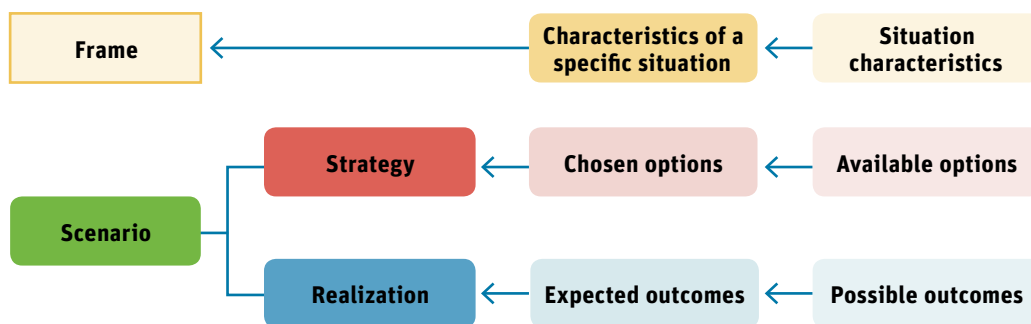 Frame
Characteristics of a
specific situation
Situation
characteristics
Strategy
Chosen options
Available options
Scenario
Realization
Expected outcomes
Possible outcomes